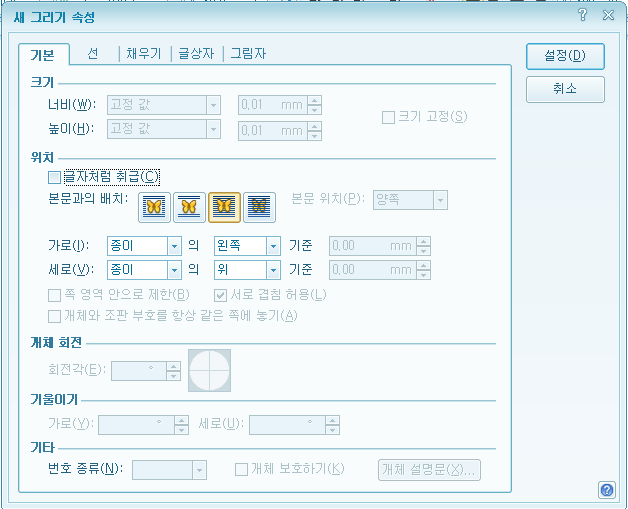 새 그리기 속성
기본 선 채우기 글상자 그림자
설정(D)
취소
크기
너비(W): 고정 값 0,01 mm
높이(H): 고정 값 0,01 mm
크기 고정(S)
위치
글자처럼 취급(C)
본문과의 배치: 본문 위치(P): 양쪽
가로(I): 종이 의 왼쪽 기준 0,00 mm
세로(V): 종이 의 위 기준 0,00 mm
쪽 영역 안으로 제한(B) 서로 겹침 허용(L)
개체와 조판 부호를 항상 같은 쪽에 놓기(A)
개체 회전
회전각(E): °
기울이기
가로(Y): ° 세로(U): °
기타
번호 종류(N): 개체 보호하기(K) 개체 설명문(X)...